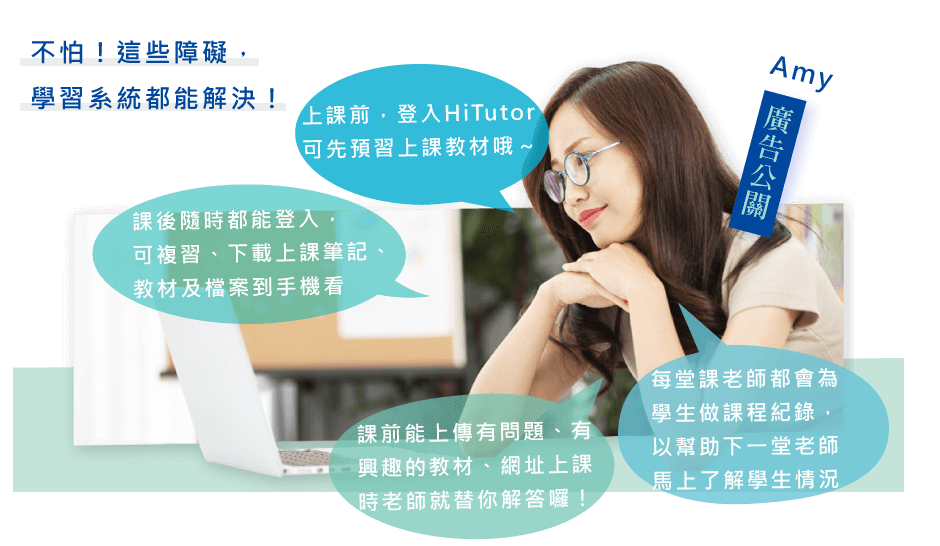 不怕！這些障礙，
學習系統都能解決！
Amy
廣告公關
上課前，登入HiTutor
可先預習上課教材哦～
課後隨時都能登入，
可複習、下載上課筆記、
教材及檔案到手機看
每堂課老師都會為
學生做課程紀錄，
以幫助下一堂老師
馬上了解學生情況
課前能上傳有問題、有
興趣的教材、網址上課
時老師就替你解答囉！